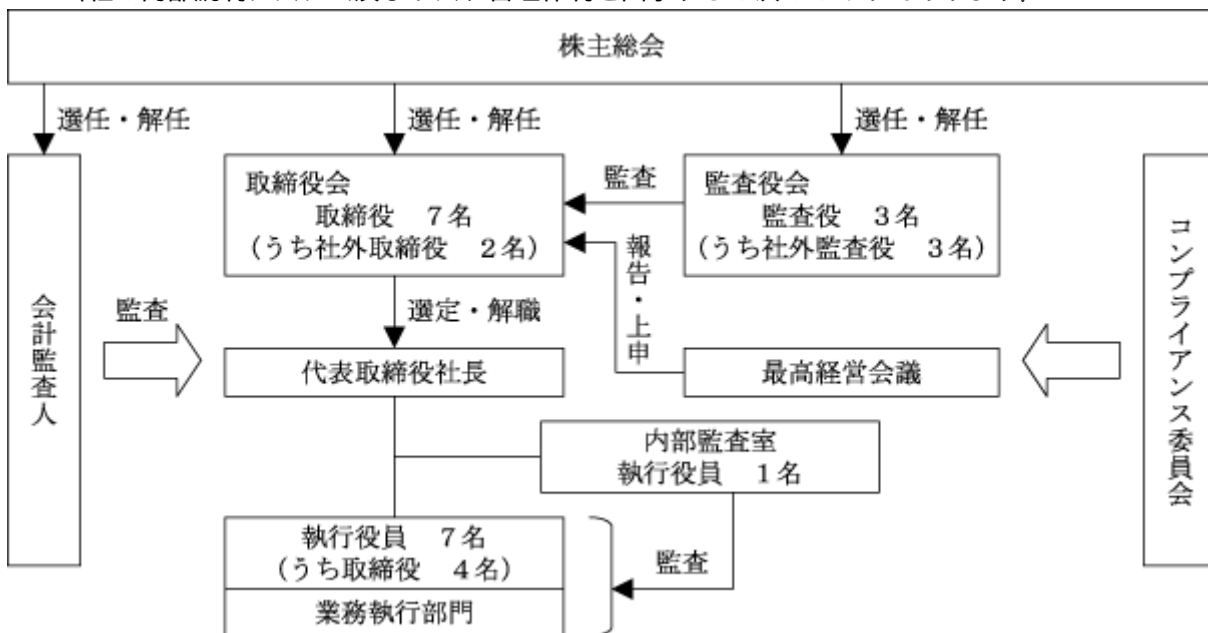 株主総会
選任・解任
選任・解任
選任・解任
取締役会
取締役 7名
(うち社外取締役 2名)
監査
監査役会
監査役 3名
(うち社外監査役 3名)
報告・上申
コンプライアンス委員会
会計監査人
監査
選定・解職
代表取締役社長
最高経営会議
内部監査室
執行役員 1名
執行役員 7名
(うち取締役 4名)
監査
業務執行部門